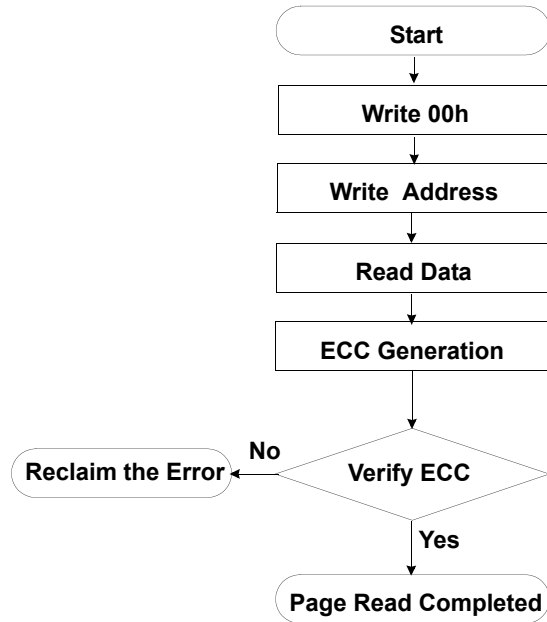 Start
Write 00h
Write Address
Read Data
ECC Generation
No
Reclaim the Error
Verify ECC
Yes
Page Read Completed